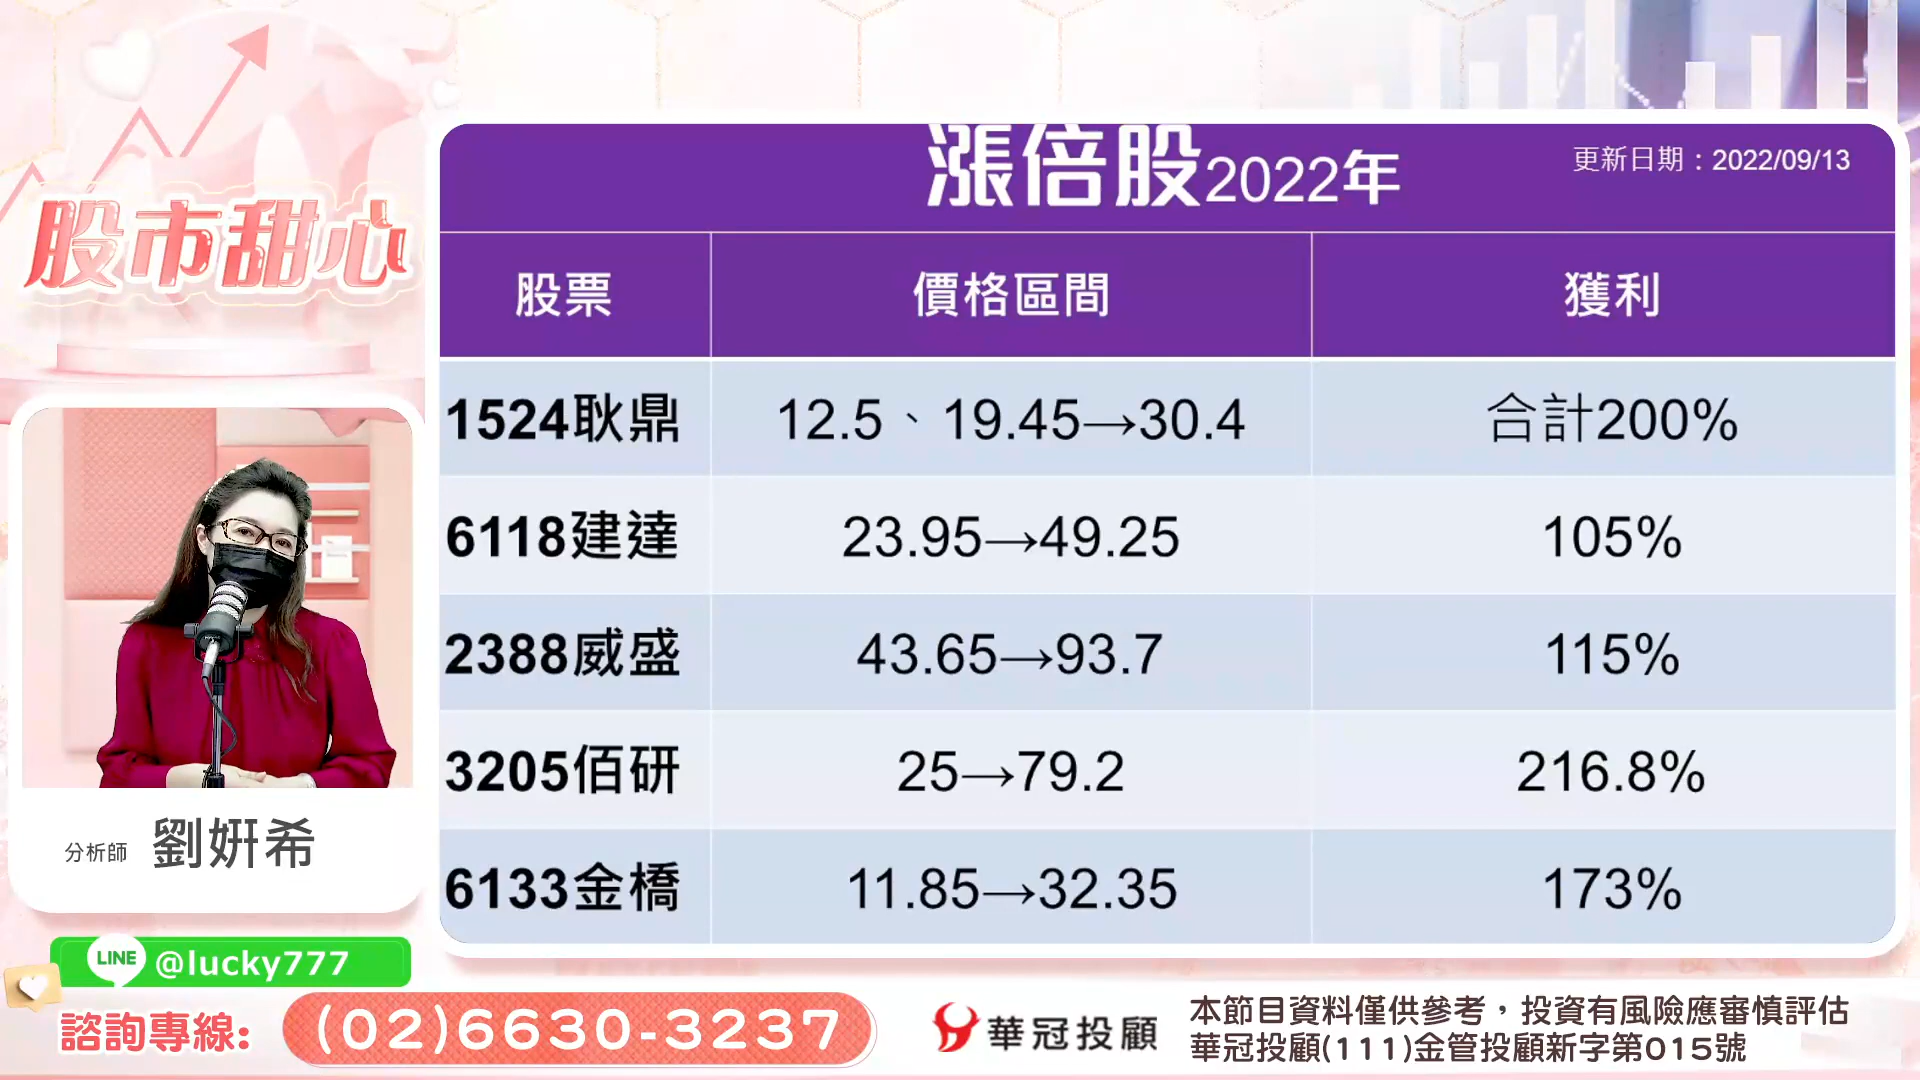 漲倍股2022年
更新日期：2022/09/13
股市甜心
股票 價格區間 獲利
1524耿鼎 12.5、19.45→30.4 合計200%
6118建達 23.95→49.25 105%
2388威盛 43.65→93.7 115%
3205佰研 25→79.2 216.8%
6133金橋 11.85→32.35 173%
分析師 劉妍希
LINE @lucky777
諮詢專線: (02)6630-3237
華冠投顧
本節目資料僅供參考，投資有風險應審慎評估
華冠投顧(111)金管投顧新字第015號